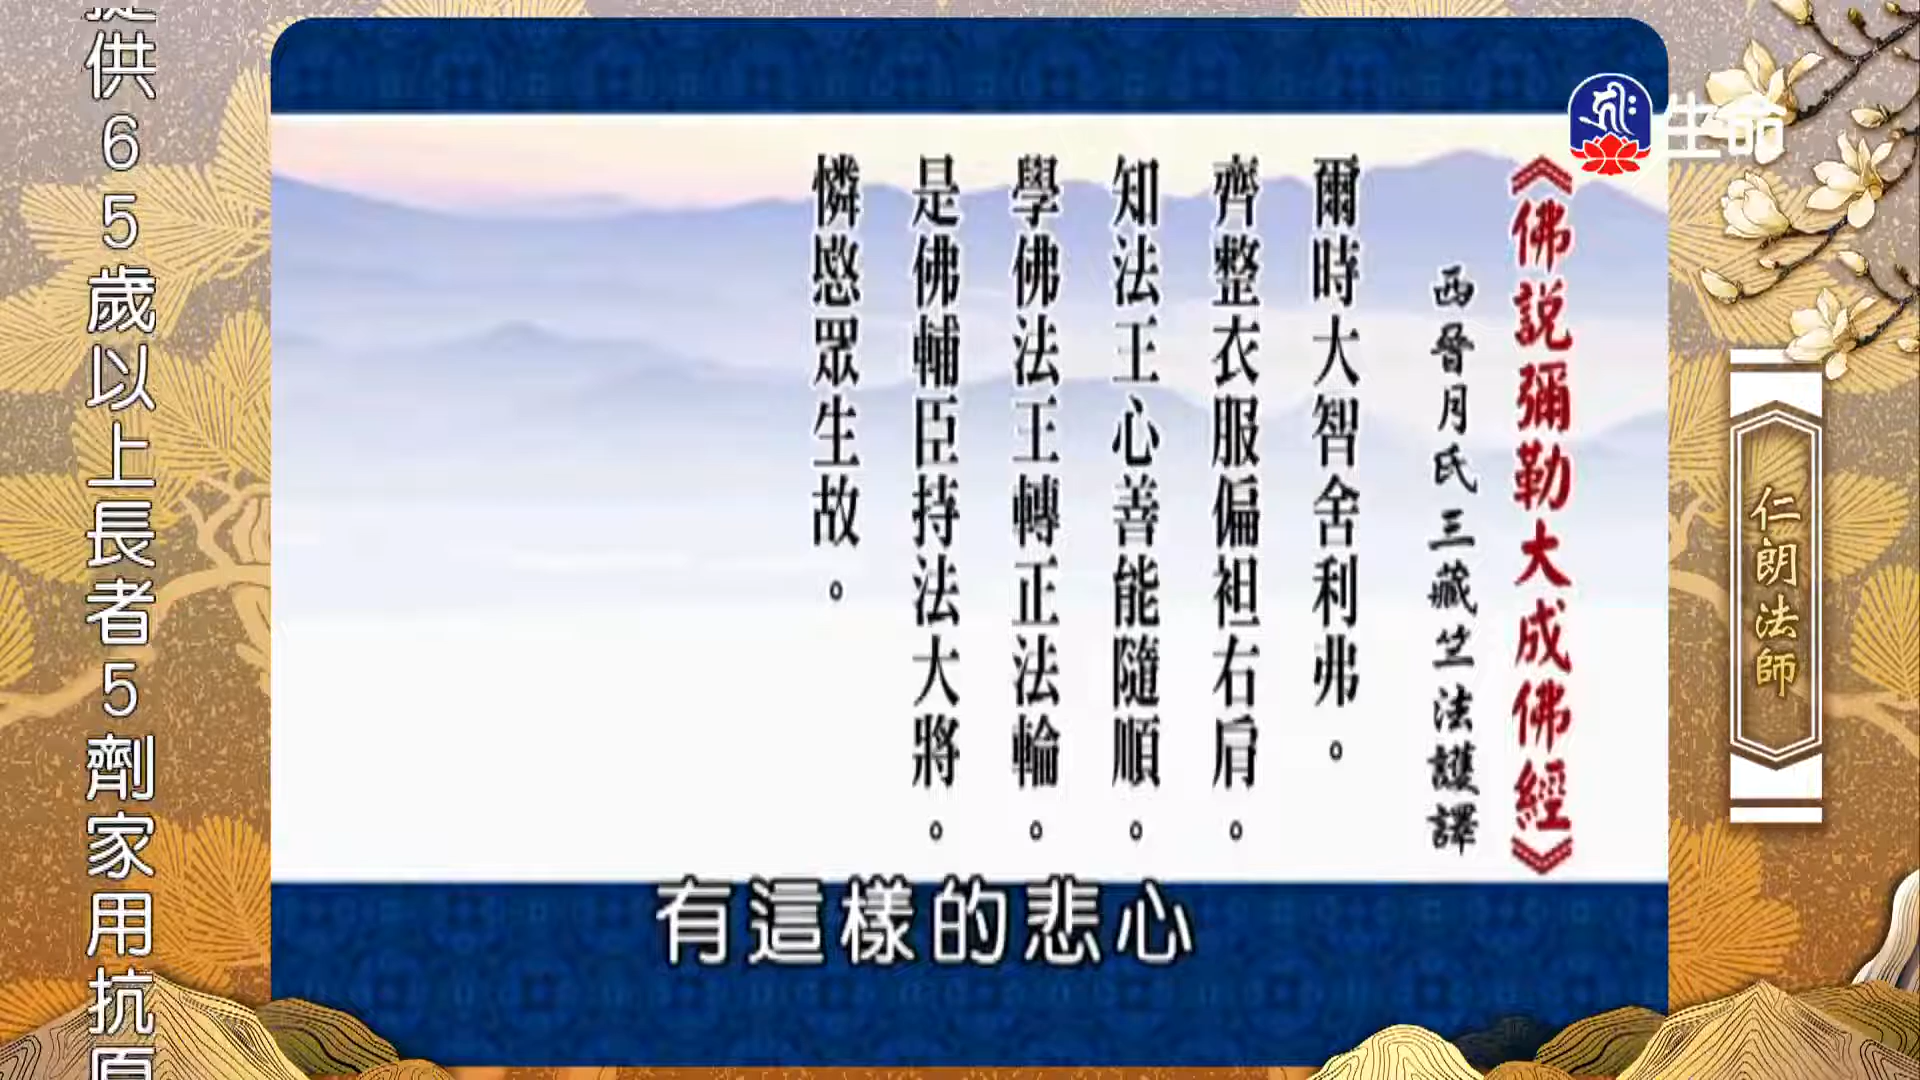 《佛説彌勒大成佛經》
西晉月氏三藏竺法護譯
爾時大智舍利弗。
齊整衣服偏袒右肩。
知法王心善能隨順。
學佛法王轉正法輪。
是佛輔臣持法大將。
憐愍眾生故。
有這樣的悲心
生命
仁朗法師
提供65歲以上長者5劑家用抗原